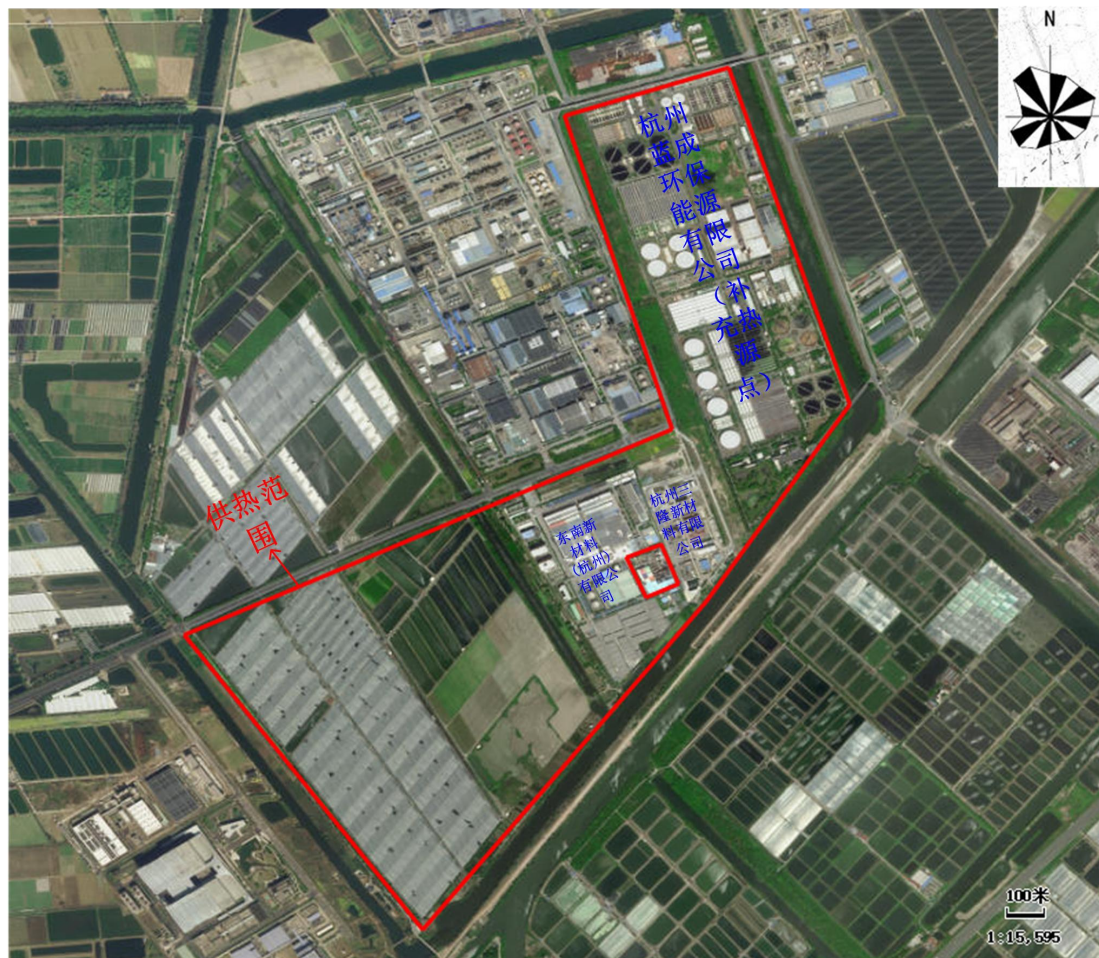 N
杭州
蓝成
环保
能源
有限
公司
（补
充热
源
点）
供热范
围
东南新
材料
（杭州）
有限公
司
杭州三
隆新材
料有限
公司
100米
1:15,595